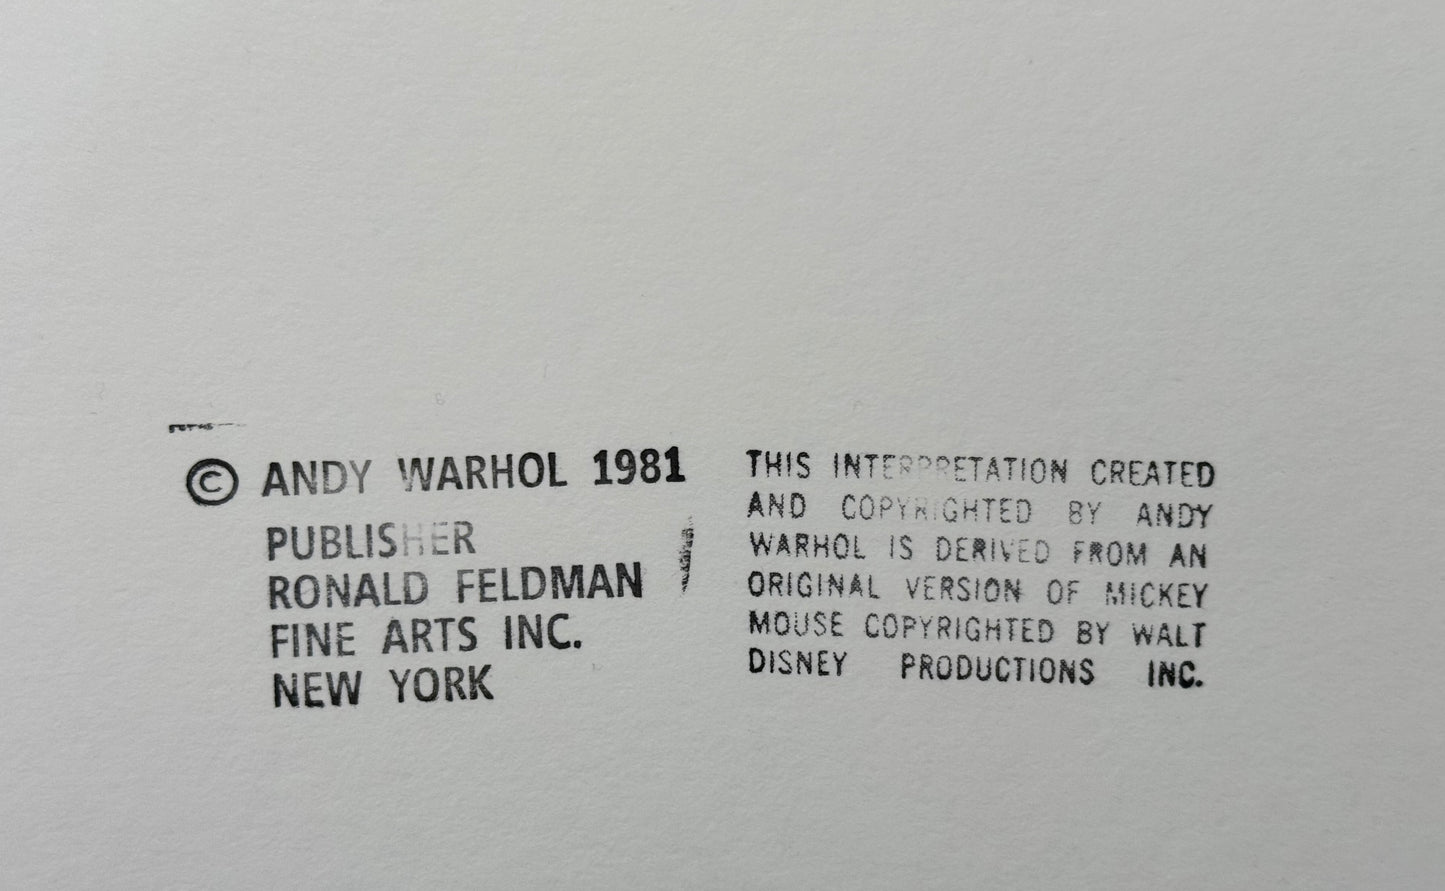 © ANDY WARHOL 1981
PUBLISHER
RONALD FELDMAN
FINE ARTS INC.
NEW YORK
THIS INTERPRETATION CREATED
AND COPYRIGHTED BY ANDY
WARHOL IS DERIVED FROM AN
ORIGINAL VERSION OF MICKEY
MOUSE COPYRIGHTED BY WALT
DISNEY PRODUCTIONS INC.